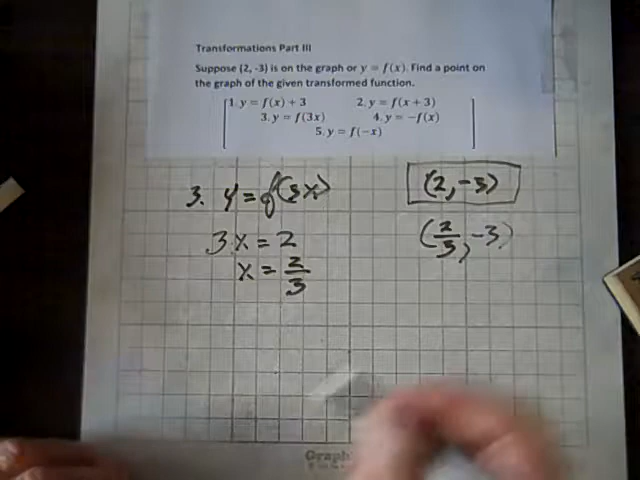 Transformations Part III
Suppose (2, -3) is on the graph or y = f(x). Find a point on
the graph of the given transformed function.
1. y = f(x) + 3 2. y = f(x + 3)
3. y = f(3x) 4. y = -f(x)
5. y = f(-x)
3. y = f(3x) (2, -3)
3x = 2 (2/3, -3)
x = 2/3
Graph